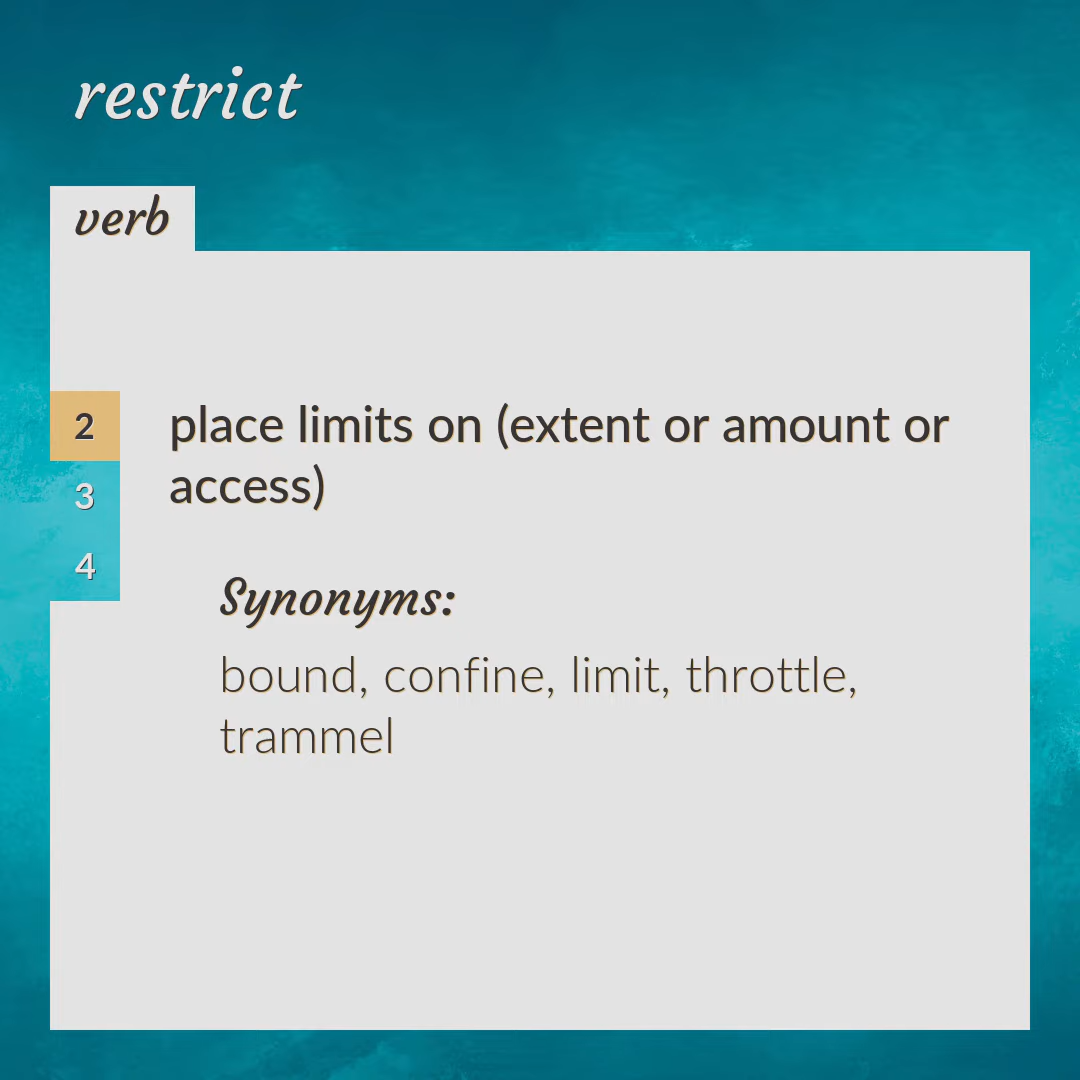 restrict
verb
2
place limits on (extent or amount or
access)
3
4
Synonyms:
bound, confine, limit, throttle,
trammel